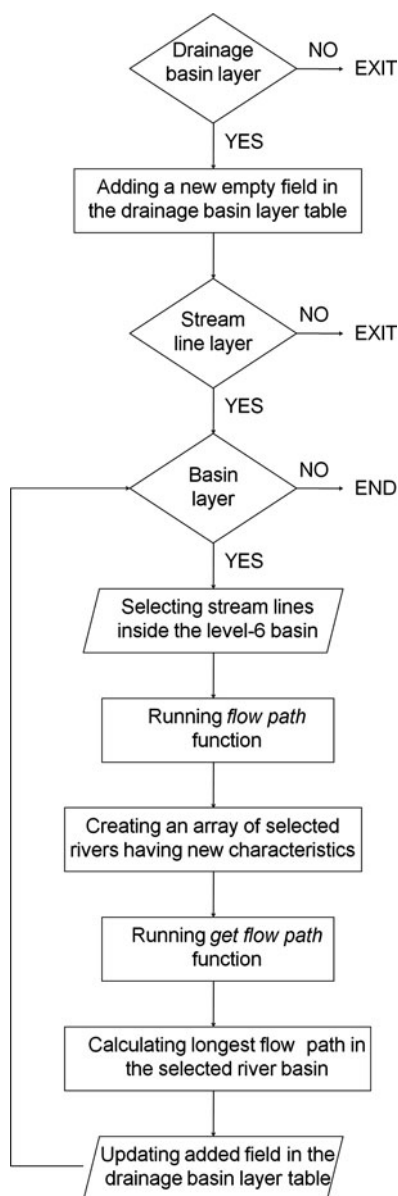 Drainage
basin layer
NO
EXIT
YES
Adding a new empty field in
the drainage basin layer table
Stream
line layer
NO
EXIT
YES
Basin
layer
NO
END
YES
Selecting stream lines
inside the level-6 basin
Running flow path
function
Creating an array of selected
rivers having new characteristics
Running get flow path
function
Calculating longest flow path in
the selected river basin
Updating added field in the
drainage basin layer table